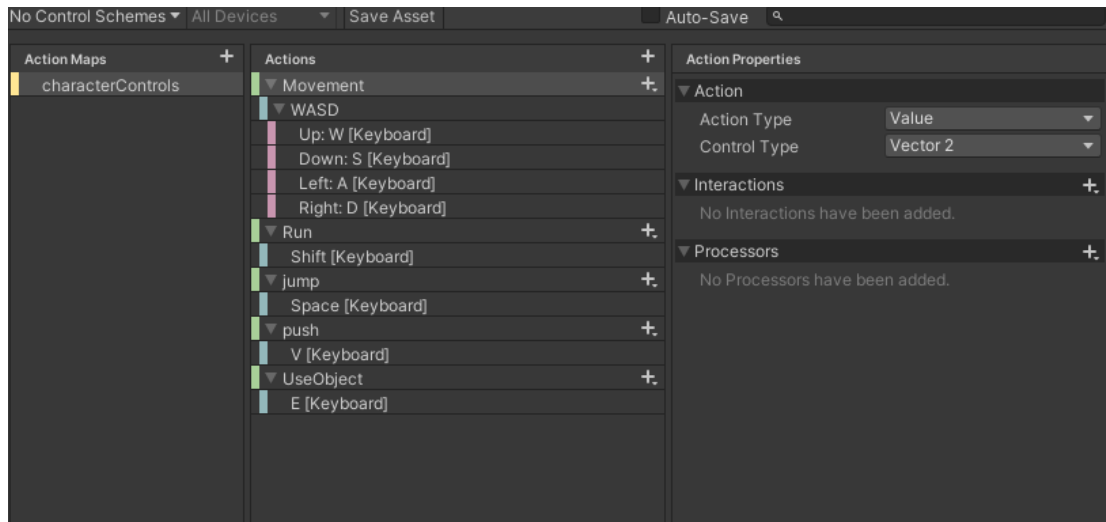 No Control Schemes All Devices Save Asset Auto-Save
Action Maps
characterControls
Actions
Movement
WASD
Up: W [Keyboard]
Down: S [Keyboard]
Left: A [Keyboard]
Right: D [Keyboard]
Run
Shift [Keyboard]
jump
Space [Keyboard]
push
V [Keyboard]
UseObject
E [Keyboard]
Action Properties
Action
Action Type Value
Control Type Vector 2
Interactions
No Interactions have been added.
Processors
No Processors have been added.